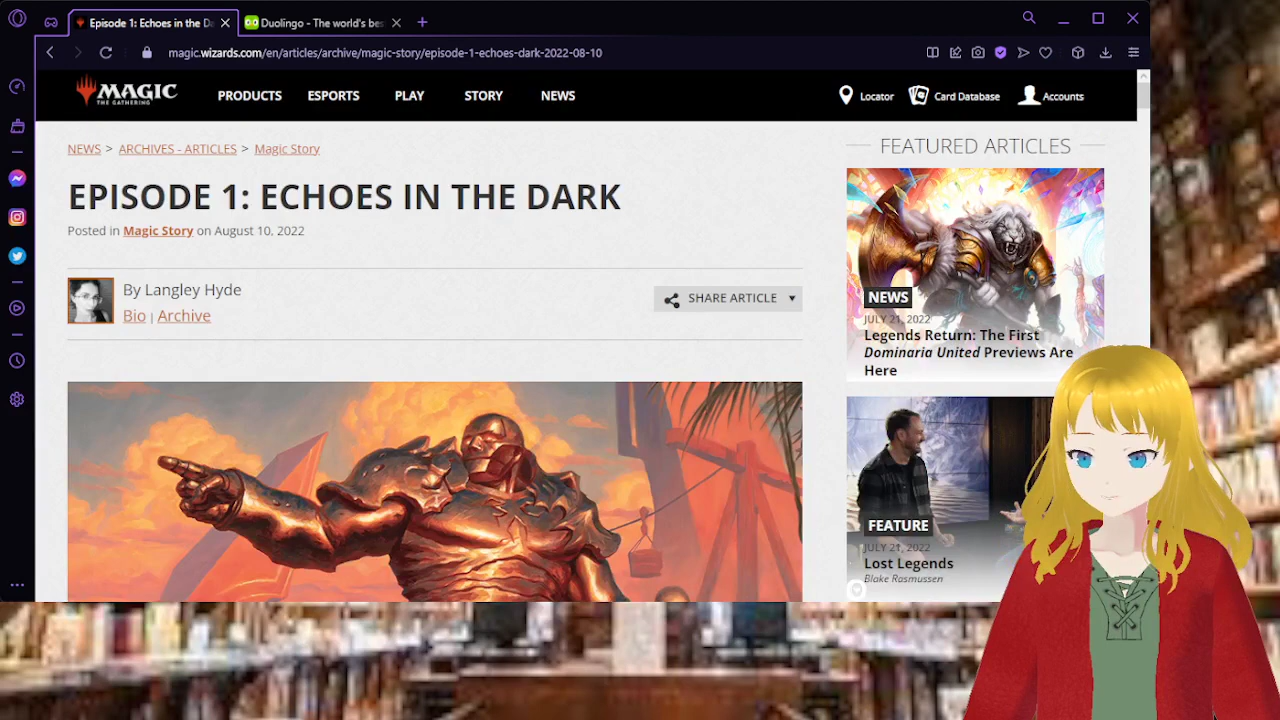 Episode 1: Echoes in the Da
Duolingo - The world's bes
magic.wizards.com/en/articles/archive/magic-story/episode-1-echoes-dark-2022-08-10
MAGIC
THE GATHERING
PRODUCTS ESPORTS PLAY STORY NEWS
Locator Card Database Accounts
NEWS > ARCHIVES - ARTICLES > Magic Story
EPISODE 1: ECHOES IN THE DARK
Posted in Magic Story on August 10, 2022
By Langley Hyde
Bio | Archive
SHARE ARTICLE
FEATURED ARTICLES
NEWS
JULY 21, 2022
Legends Return: The First
Dominaria United Previews Are
Here
FEATURE
JULY 21, 2022
Lost Legends
Blake Rasmussen